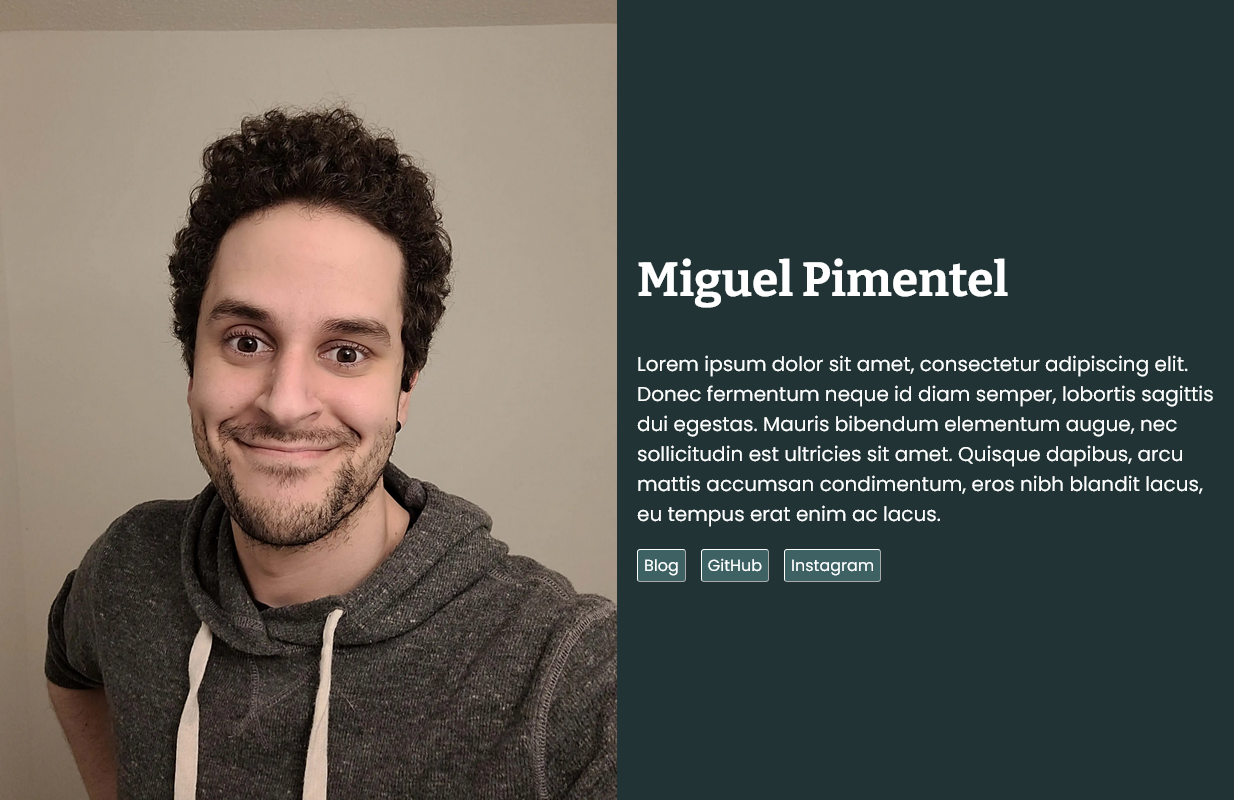 Miguel Pimentel
Lorem ipsum dolor sit amet, consectetur adipiscing elit.
Donec fermentum neque id diam semper, lobortis sagittis
dui egestas. Mauris bibendum elementum augue, nec
sollicitudin est ultricies sit amet. Quisque dapibus, arcu
mattis accumsan condimentum, eros nibh blandit lacus,
eu tempus erat enim ac lacus.
Blog GitHub Instagram